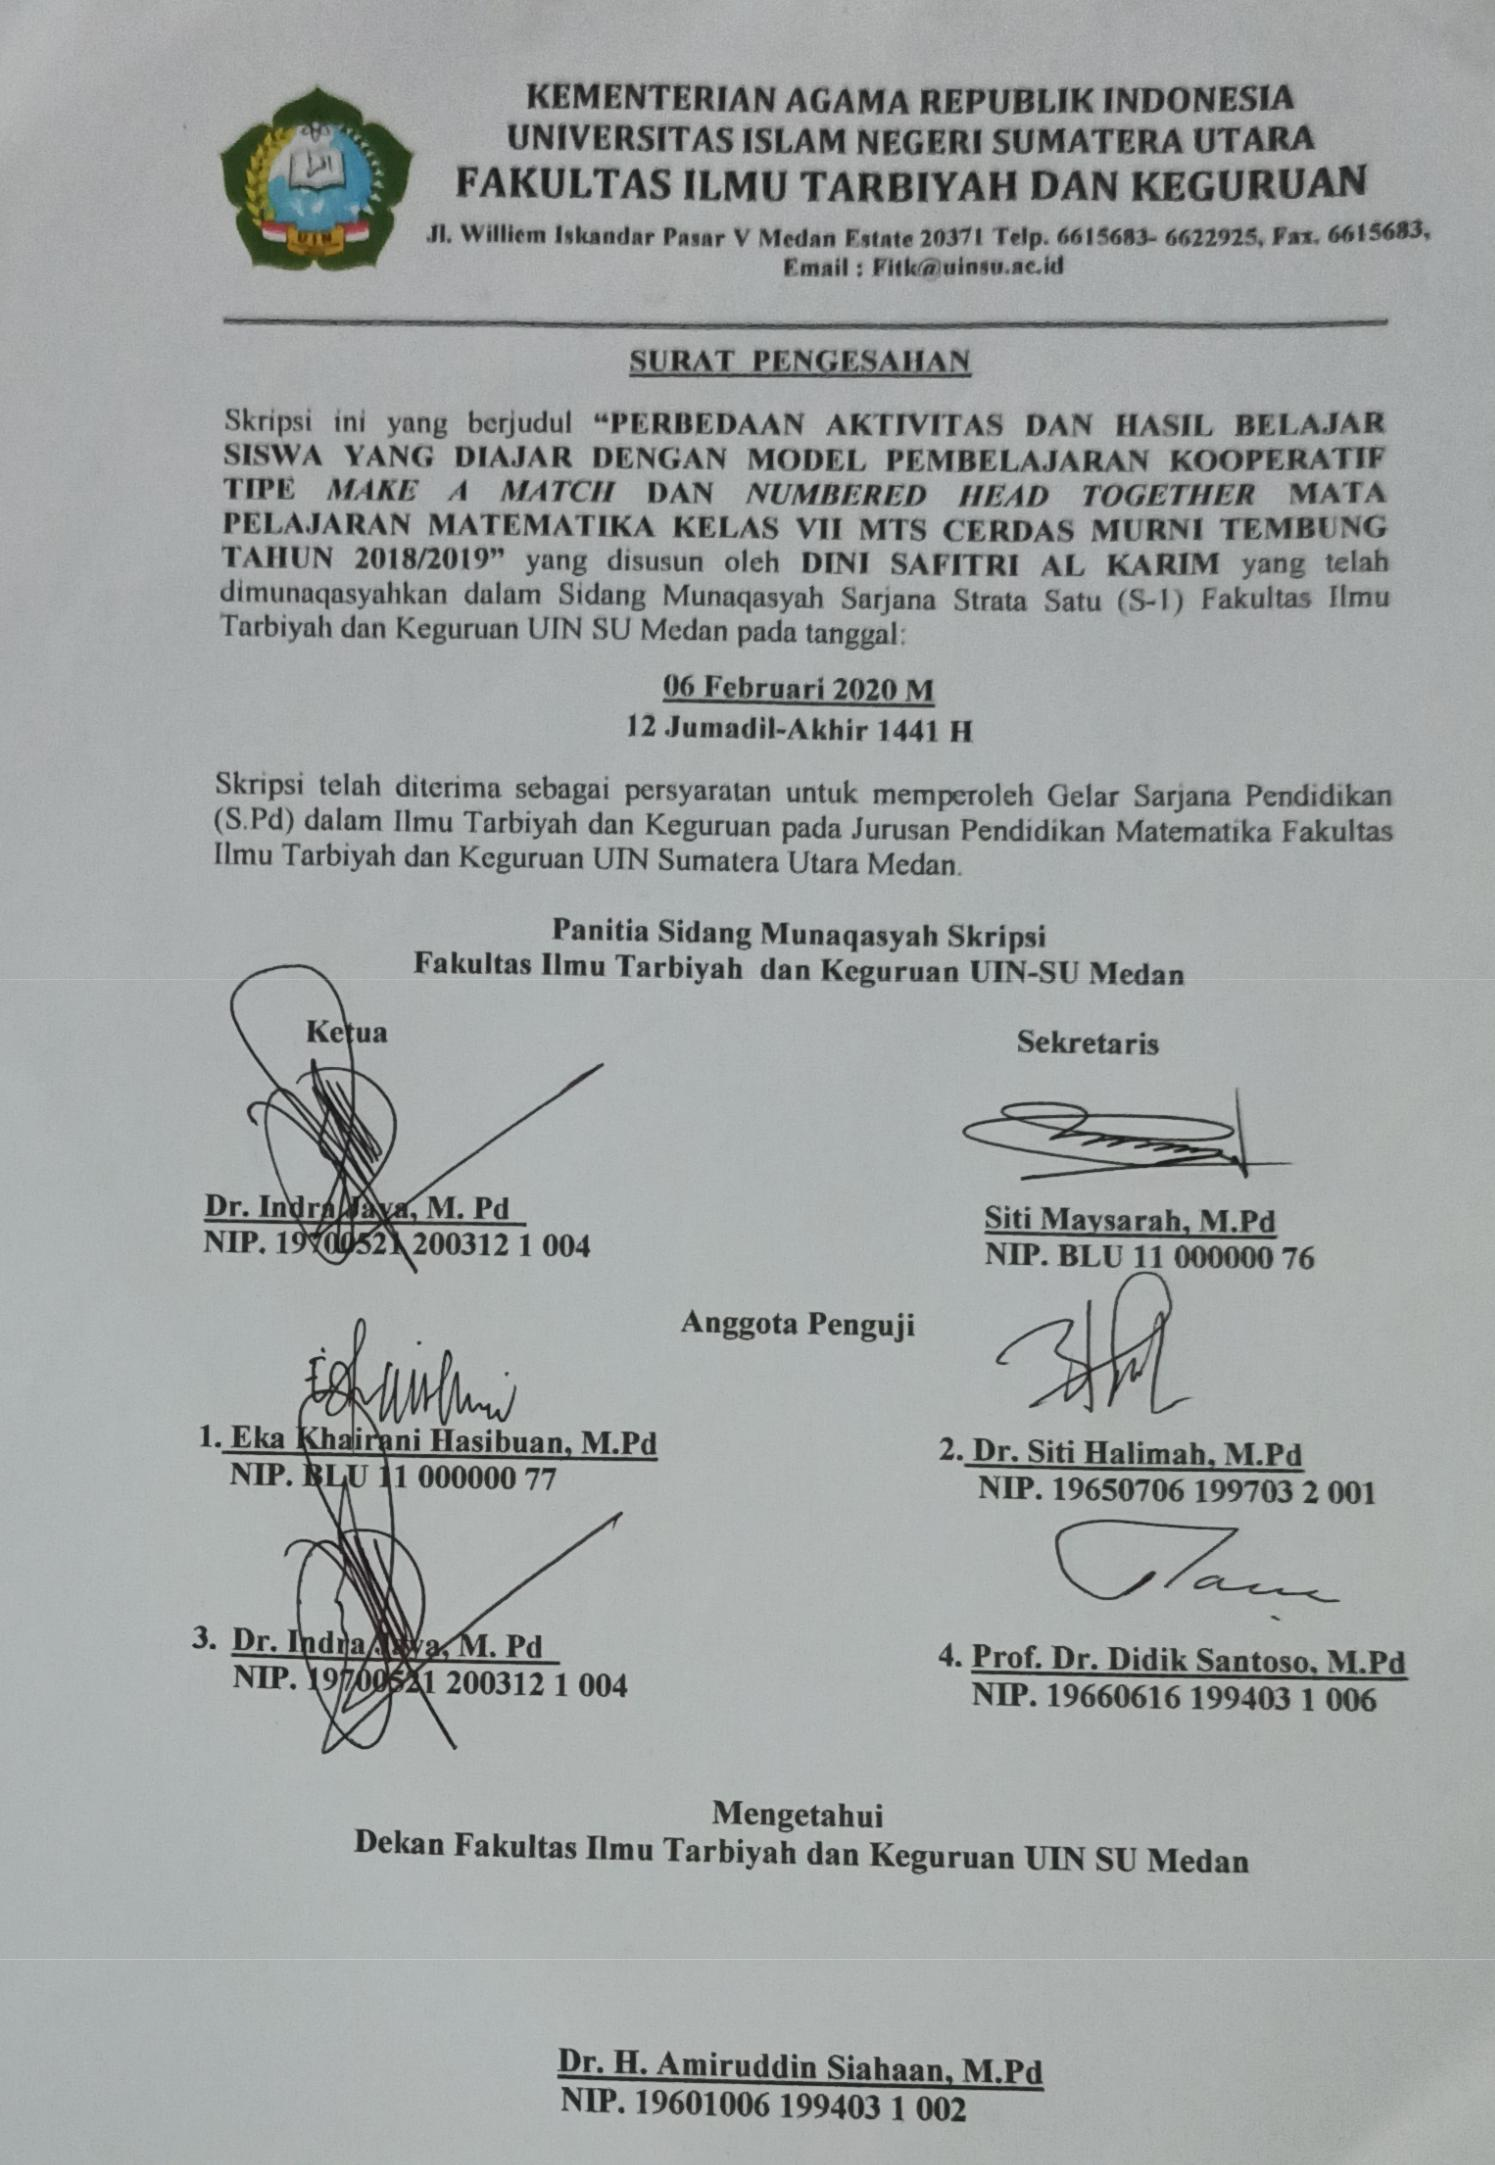 KEMENTERIAN AGAMA REPUBLIK INDONESIA
UNIVERSITAS ISLAM NEGERI SUMATERA UTARA
FAKULTAS ILMU TARBIYAH DAN KEGURUAN
Jl. Williem Iskandar Pasar V Medan Estate 20371 Telp. 6615683- 6622925, Fax. 6615683,
Email : Fitk@uinsu.ac.id
UIN
SURAT PENGESAHAN
Skripsi ini yang berjudul “PERBEDAAN AKTIVITAS DAN HASIL BELAJAR
SISWA YANG DIAJAR DENGAN MODEL PEMBELAJARAN KOOPERATIF
TIPE MAKE A MATCH DAN NUMBERED HEAD TOGETHER MATA
PELAJARAN MATEMATIKA KELAS VII MTS CERDAS MURNI TEMBUNG
TAHUN 2018/2019” yang disusun oleh DINI SAFITRI AL KARIM yang telah
dimunaqasyahkan dalam Sidang Munaqasyah Sarjana Strata Satu (S-1) Fakultas Ilmu
Tarbiyah dan Keguruan UIN SU Medan pada tanggal:
06 Februari 2020 M
12 Jumadil-Akhir 1441 H
Skripsi telah diterima sebagai persyaratan untuk memperoleh Gelar Sarjana Pendidikan
(S.Pd) dalam Ilmu Tarbiyah dan Keguruan pada Jurusan Pendidikan Matematika Fakultas
Ilmu Tarbiyah dan Keguruan UIN Sumatera Utara Medan.
Panitia Sidang Munaqasyah Skripsi
Fakultas Ilmu Tarbiyah dan Keguruan UIN-SU Medan
Ketua
Sekretaris
Dr. Indra Jaya, M. Pd
NIP. 19700521 200312 1 004
Siti Maysarah, M.Pd
NIP. BLU 11 000000 76
Anggota Penguji
1. Eka Khairani Hasibuan, M.Pd
NIP. BLU 11 000000 77
2. Dr. Siti Halimah, M.Pd
NIP. 19650706 199703 2 001
3. Dr. Indra Jaya, M. Pd
NIP. 19700521 200312 1 004
4. Prof. Dr. Didik Santoso, M.Pd
NIP. 19660616 199403 1 006
Mengetahui
Dekan Fakultas Ilmu Tarbiyah dan Keguruan UIN SU Medan
Dr. H. Amiruddin Siahaan, M.Pd
NIP. 19601006 199403 1 002